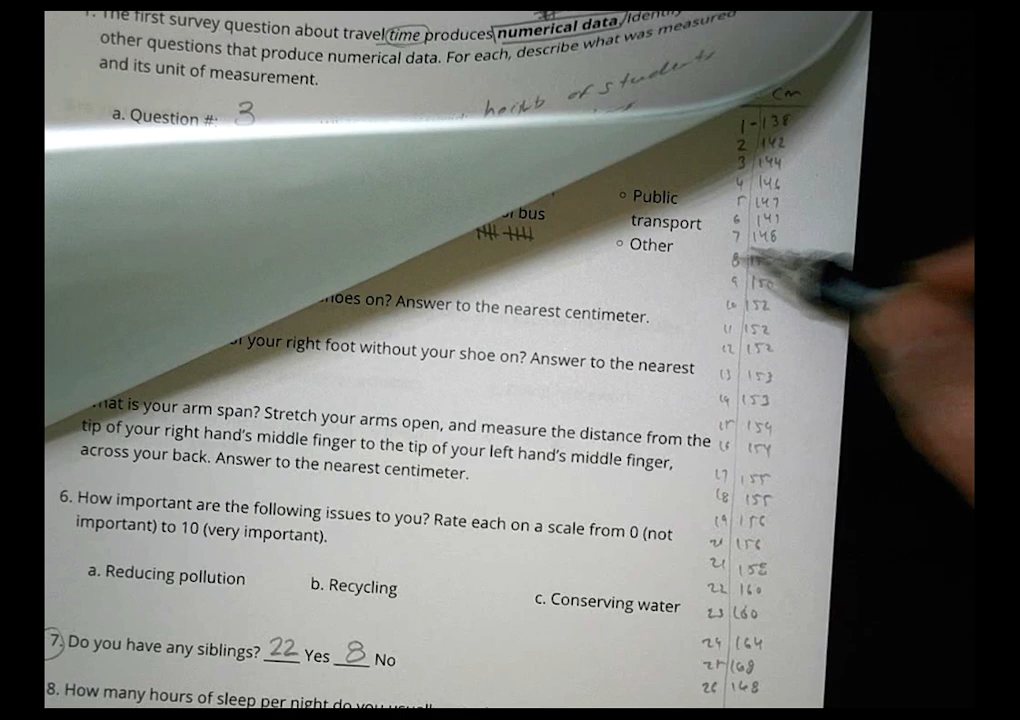 The first survey question about travel time produces numerical data. Identify
other questions that produce numerical data. For each, describe what was measured
and its unit of measurement.
of students
a. Question #: 3
cm
1 - 138
2 142
3 144
4 146
5 147
6
7 148
8
9 150
10 152
11 152
12 152
13 153
14 153
15 154
16 154
17 155
18 155
19 156
156
21 158
22 160
23 160
24 164
25 168
26 168
Public
transport
Other
bus
shoes on? Answer to the nearest centimeter.
your right foot without your shoe on? Answer to the nearest
What is your arm span? Stretch your arms open, and measure the distance from the
tip of your right hand's middle finger to the tip of your left hand's middle finger,
across your back. Answer to the nearest centimeter.
6. How important are the following issues to you? Rate each on a scale from 0 (not
important) to 10 (very important).
a. Reducing pollution b. Recycling c. Conserving water
7. Do you have any siblings? 22 Yes 8 No
8. How many hours of sleep per night do you